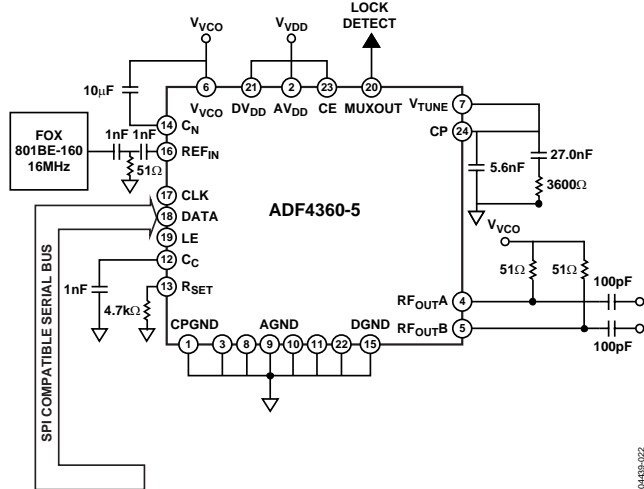 LOCK
DETECT
VVCO
VVDD
10µF
6
21
2
23
20
VVCO
DVDD
AVDD
CE
MUXOUT
VTUNE
7
CP
24
FOX
801BE-160
16MHz
1nF
1nF
14
CN
16
REFIN
51Ω
5.6nF
27.0nF
3600Ω
17
CLK
18
DATA
19
LE
ADF4360-5
12
CC
13
RSET
1nF
4.7kΩ
VVCO
51Ω
51Ω
100pF
RFOUTA
4
RFOUTB
5
100pF
CPGND
AGND
DGND
1
3
8
9
10
11
22
15
SPI COMPATIBLE SERIAL BUS
04439-022